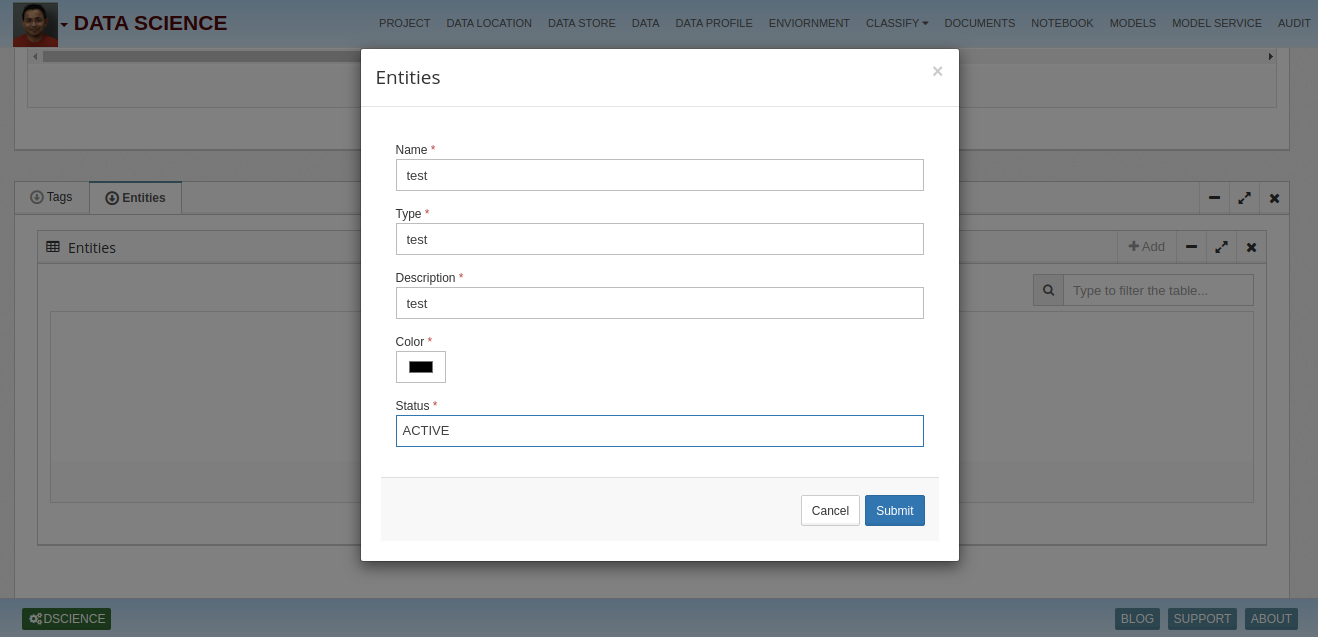 DATA SCIENCE
PROJECT DATA LOCATION DATA STORE DATA DATA PROFILE ENVIORNMENT CLASSIFY DOCUMENTS NOTEBOOK MODELS MODEL SERVICE AUDIT
Entities ×
Name *
test
Type *
test
Description *
test
Color *
Status *
ACTIVE
Cancel Submit
Tags Entities
Entities
Add
Type to filter the table...
DSCIENCE
BLOG SUPPORT ABOUT